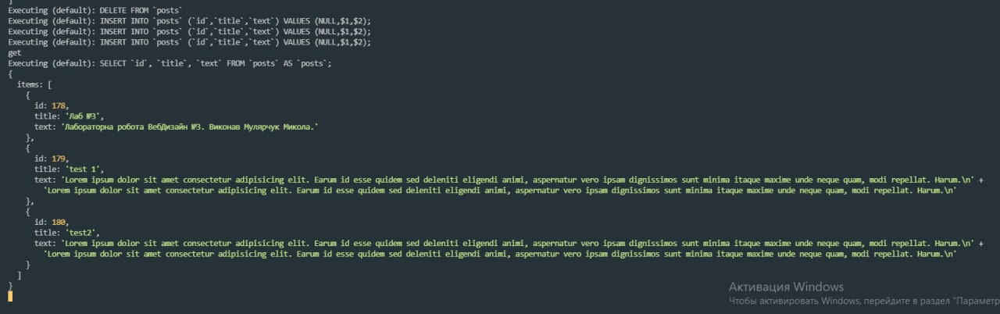 ]
Executing (default): DELETE FROM `posts`
Executing (default): INSERT INTO `posts` (`id`,`title`,`text`) VALUES (NULL,$1,$2);
Executing (default): INSERT INTO `posts` (`id`,`title`,`text`) VALUES (NULL,$1,$2);
Executing (default): INSERT INTO `posts` (`id`,`title`,`text`) VALUES (NULL,$1,$2);
get
Executing (default): SELECT `id`, `title`, `text` FROM `posts` AS `posts`;
{
  items: [
    {
      id: 178,
      title: 'Лаб №3',
      text: 'Лабораторна робота ВебДизайн №3. Виконав Мулярчук Микола.'
    },
    {
      id: 179,
      title: 'test 1',
      text: 'Lorem ipsum dolor sit amet consectetur adipisicing elit. Earum id esse quidem sed deleniti eligendi animi, aspernatur vero ipsam dignissimos sunt minima itaque maxime unde neque quam, modi repellat. Harum.\n' +
        'Lorem ipsum dolor sit amet consectetur adipisicing elit. Earum id esse quidem sed deleniti eligendi animi, aspernatur vero ipsam dignissimos sunt minima itaque maxime unde neque quam, modi repellat. Harum.\n'
    },
    {
      id: 180,
      title: 'test2',
      text: 'Lorem ipsum dolor sit amet consectetur adipisicing elit. Earum id esse quidem sed deleniti eligendi animi, aspernatur vero ipsam dignissimos sunt minima itaque maxime unde neque quam, modi repellat. Harum.\n' +
        'Lorem ipsum dolor sit amet consectetur adipisicing elit. Earum id esse quidem sed deleniti eligendi animi, aspernatur vero ipsam dignissimos sunt minima itaque maxime unde neque quam, modi repellat. Harum.\n'
    }
  ]
}
Активация Windows
Чтобы активировать Windows, перейдите в раздел "Параметр